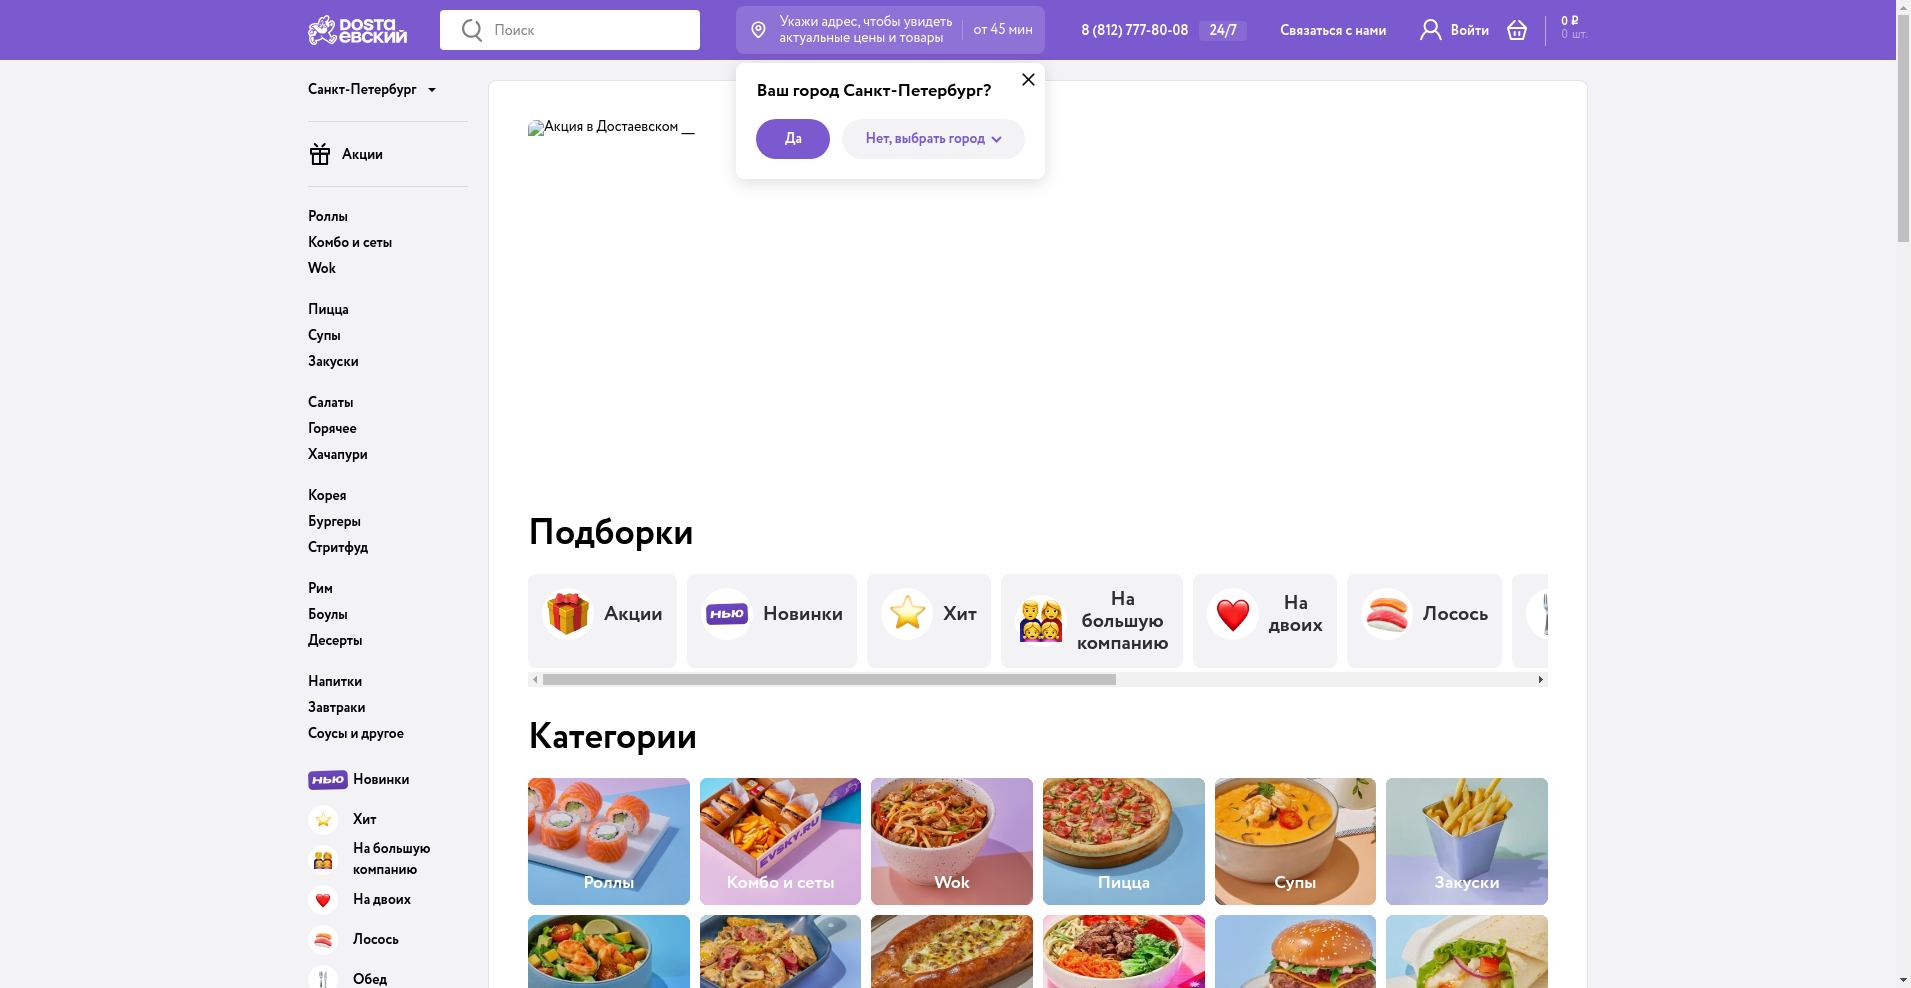 DOSTA
ЕВСКИЙ
Поиск
Укажи адрес, чтобы увидеть
актуальные цены и товары
от 45 мин
8 (812) 777-80-08
24/7
Связаться с нами
Войти
0 ₽
0 шт.
Ваш город Санкт-Петербург?
Да
Нет, выбрать город
Санкт-Петербург
Акции
Роллы
Комбо и сеты
Wok
Пицца
Супы
Закуски
Салаты
Горячее
Хачапури
Корея
Бургеры
Стритфуд
Рим
Боулы
Десерты
Напитки
Завтраки
Соусы и другое
НЬЮ Новинки
Хит
На большую
компанию
На двоих
Лосось
Обед
Акция в Достаевском __
Подборки
Акции
НЬЮ
Новинки
Хит
На
большую
компанию
На
двоих
Лосось
Категории
EVSKY.RU
Роллы
Комбо и сеты
Wok
Пицца
Супы
Закуски